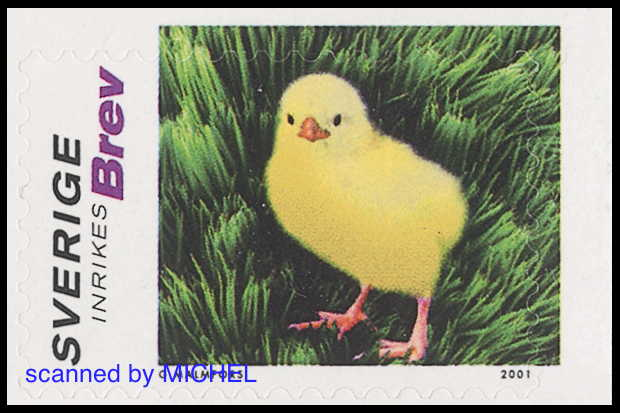 SVERIGE
INRIKES Brev
2001
scanned by MICHEL